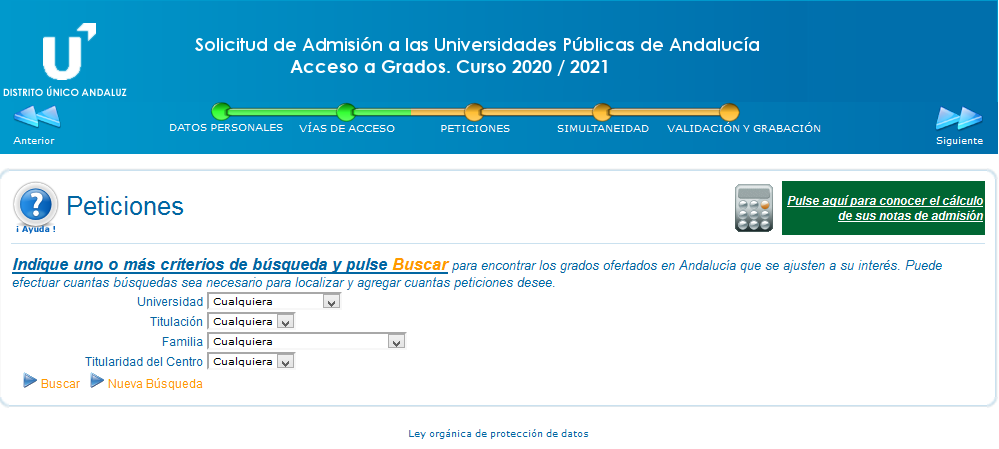 Solicitud de Admisión a las Universidades Públicas de Andalucía
Acceso a Grados. Curso 2020 / 2021
DISTRITO ÚNICO ANDALUZ
Anterior
DATOS PERSONALES
VÍAS DE ACCESO
PETICIONES
SIMULTANEIDAD
VALIDACIÓN Y GRABACIÓN
Siguiente
¡ Ayuda !
Peticiones
Pulse aquí para conocer el cálculo
de sus notas de admisión
Indique uno o más criterios de búsqueda y pulse Buscar para encontrar los grados ofertados en Andalucía que se ajusten a su interés. Puede
efectuar cuantas búsquedas sea necesario para localizar y agregar cuantas peticiones desee.
Universidad Cualquiera
Titulación Cualquiera
Familia Cualquiera
Titularidad del Centro Cualquiera
Buscar Nueva Búsqueda
Ley orgánica de protección de datos